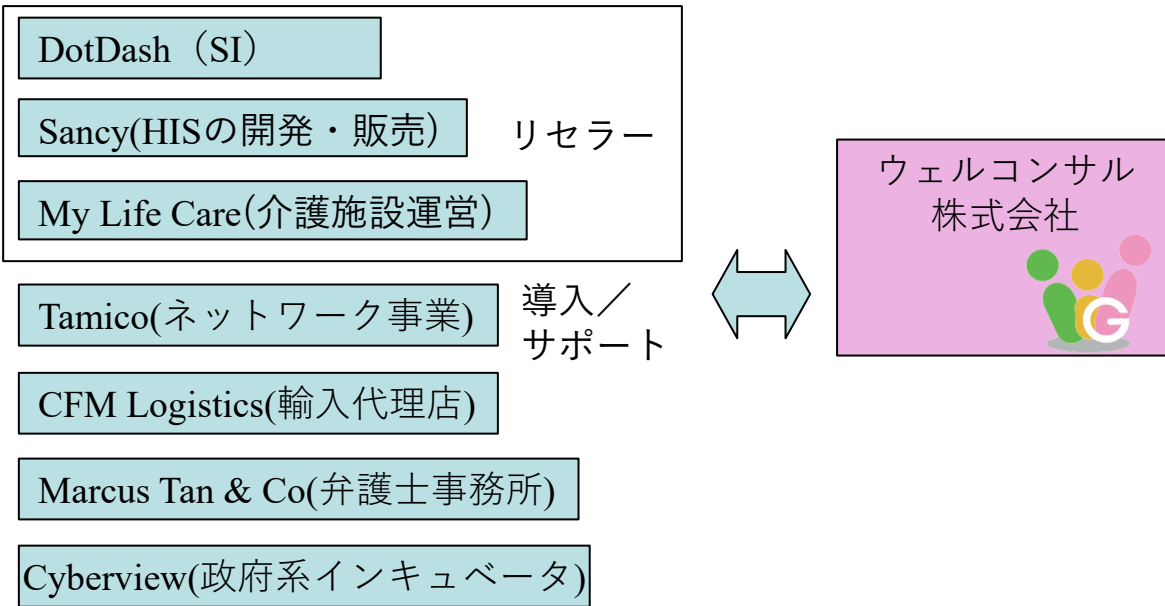 DotDash（SI）
Sancy(HISの開発・販売）
リセラー
My Life Care(介護施設運営）
Tamico(ネットワーク事業)
導入／
サポート
CFM Logistics(輸入代理店)
Marcus Tan & Co(弁護士事務所)
Cyberview(政府系インキュベータ)
ウェルコンサル
株式会社
G